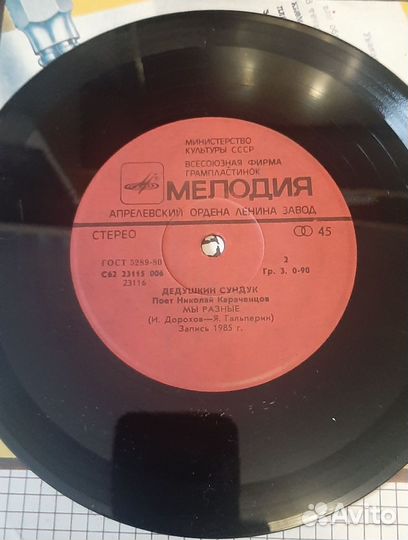 МИНИСТЕРСТВО
КУЛЬТУРЫ СССР
ВСЕСОЮЗНАЯ ФИРМА
ГРАМПЛАСТИНОК
МЕЛОДИЯ
АПРЕЛЕВСКИЙ ОРДЕНА ЛЕНИНА ЗАВОД
СТЕРЕО 45
ГОСТ 5289-80 2
С62 23115 006 Гр. 3. 0-90
23116
ДЕДУШКИН СУНДУК
Поет Николай Караченцов
МЫ РАЗНЫЕ
(И. Дорохов—Я. Гальперин)
Запись 1985 г.
Avito